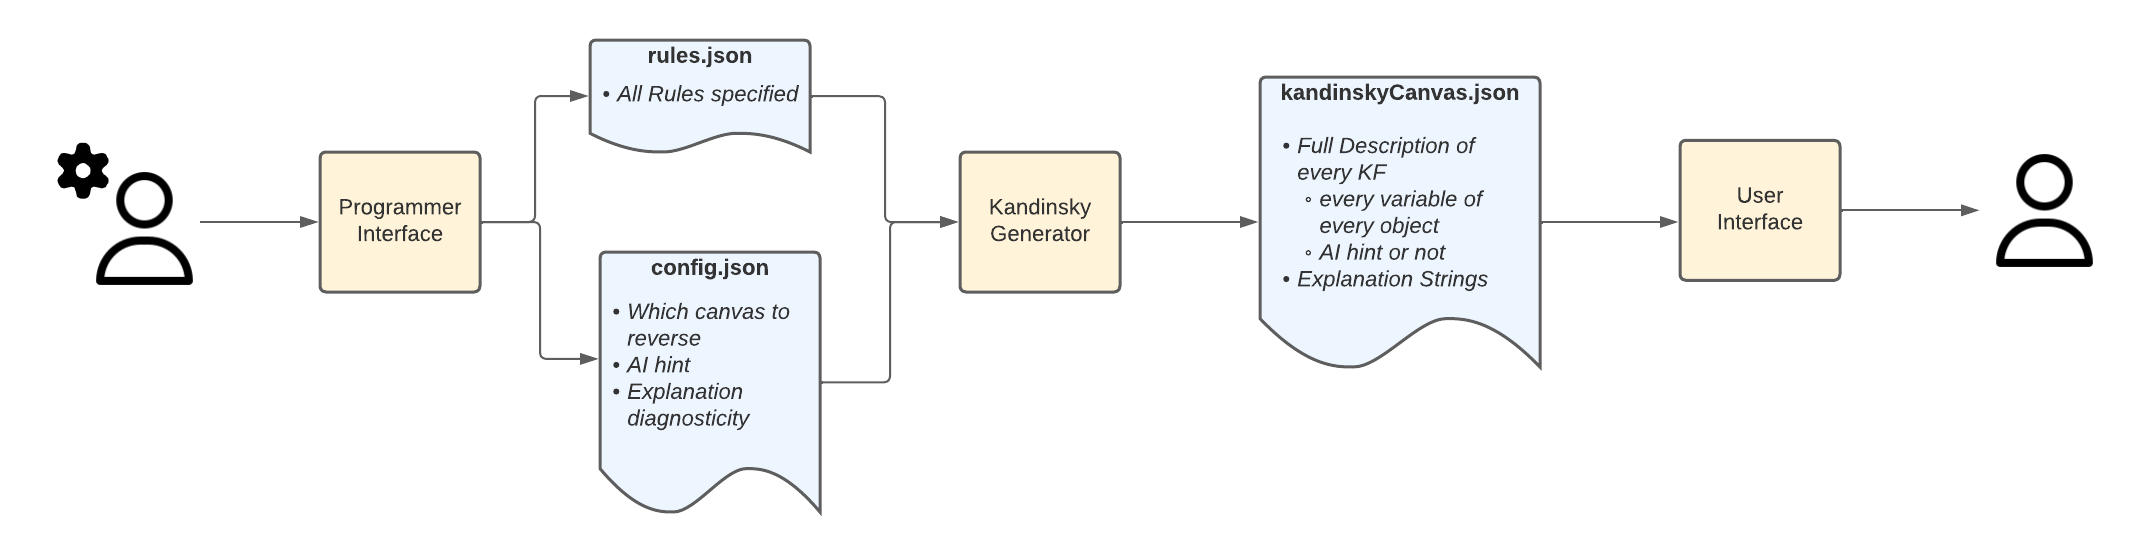 rules.json
• All Rules specified
Programmer
Interface
config.json
• Which canvas to
reverse
• AI hint
• Explanation
diagnosticity
Kandinsky
Generator
kandinskyCanvas.json
• Full Description of
every KF
◦ every variable of
every object
◦ AI hint or not
• Explanation Strings
User
Interface